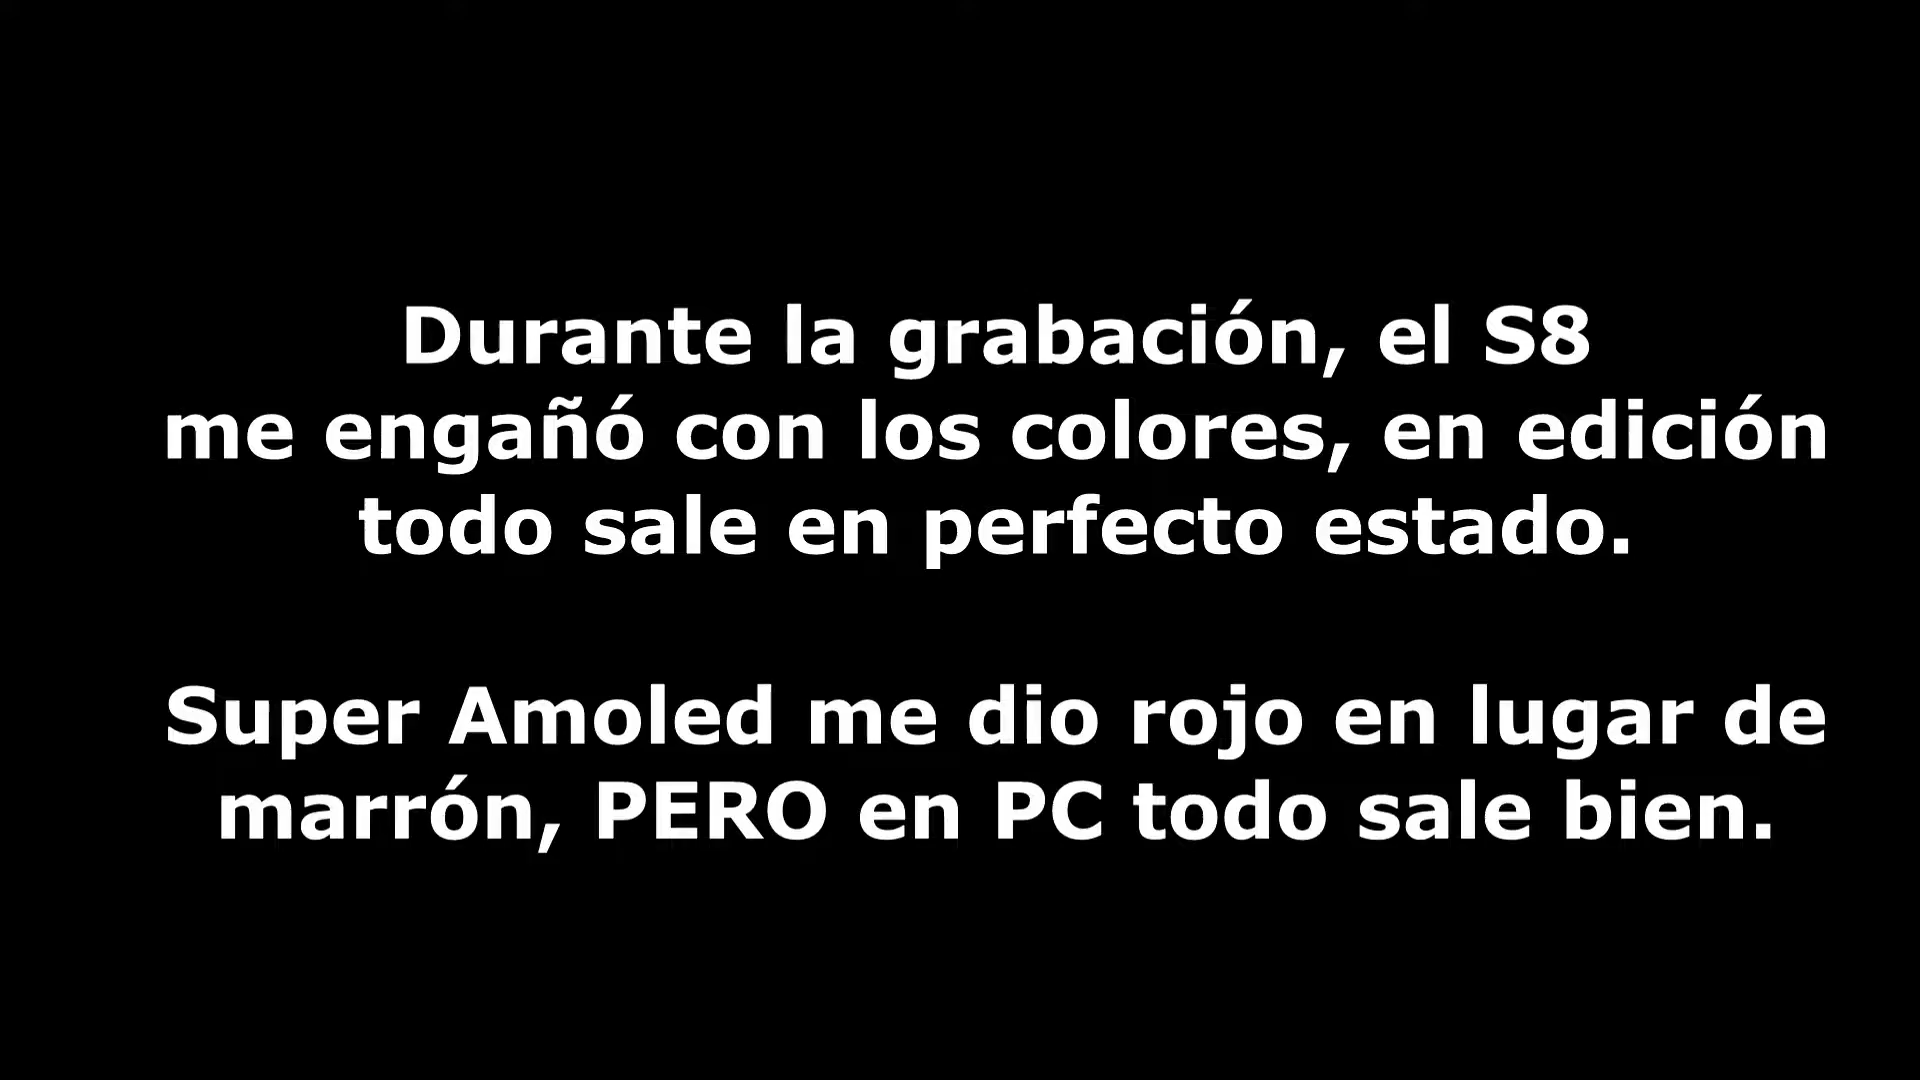 Durante la grabación, el S8
me engañó con los colores, en edición
todo sale en perfecto estado.
Super Amoled me dio rojo en lugar de
marrón, PERO en PC todo sale bien.